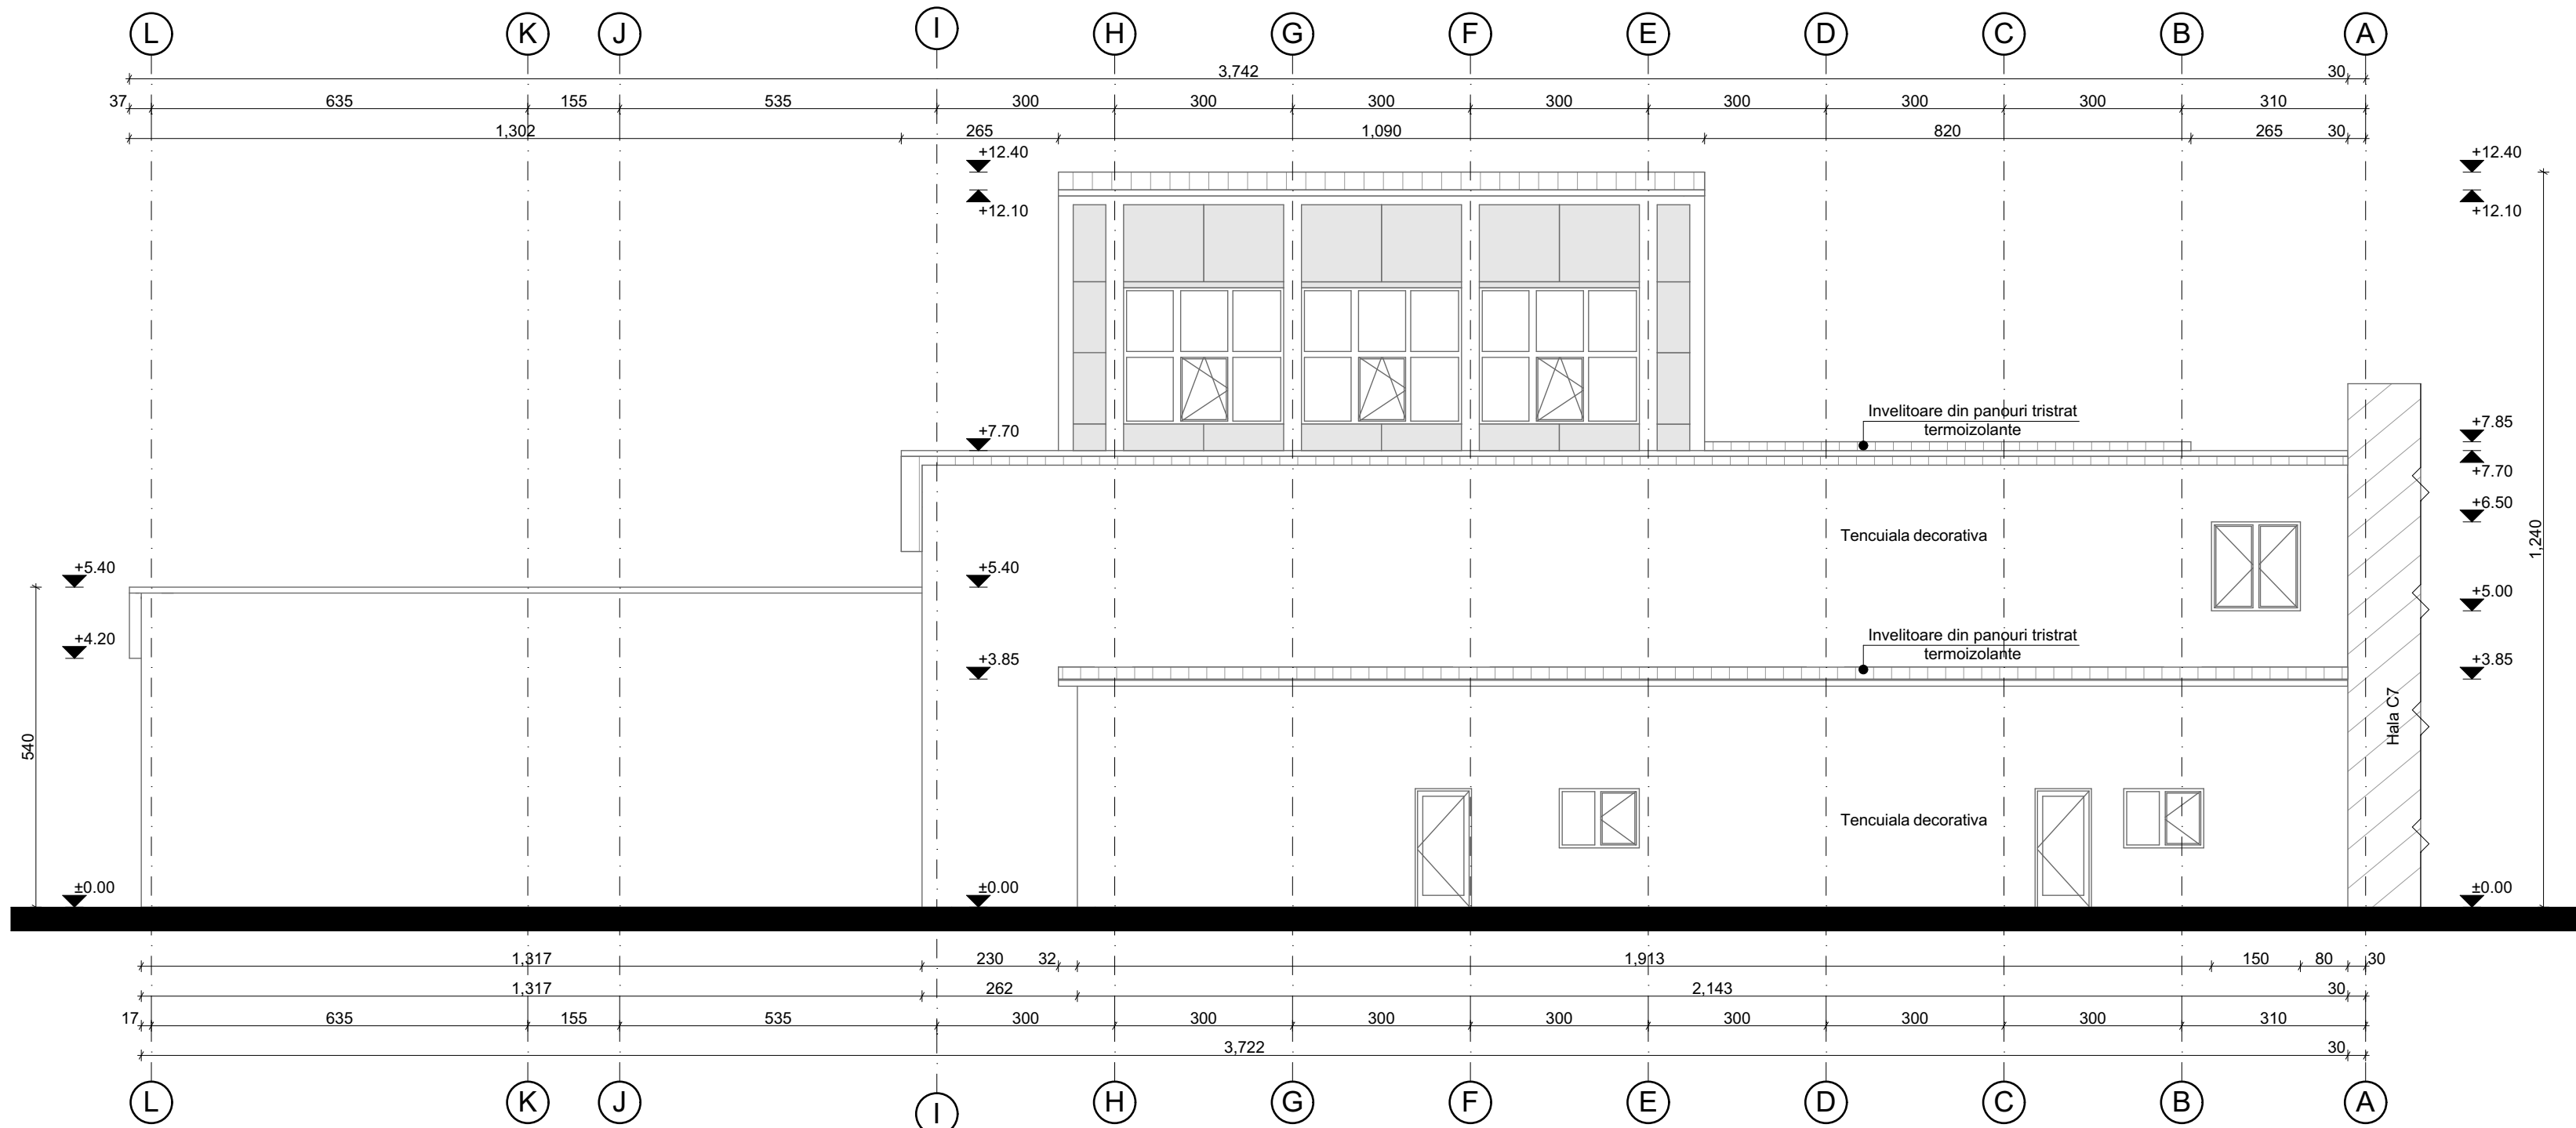 L K J I H G F E D C B A
3,742 30
37 635 155 535 300 300 300 300 300 300 300 310
1,302 265 1,090 820 265 30
+12.40 +12.40
+12.10 +12.10
Invelitoare din panouri tristrat
termoizolante
+7.70 +7.85
+7.70
+6.50
Tencuiala decorativa
1,240
+5.40 +5.40 +5.00
+4.20
Invelitoare din panouri tristrat
termoizolante
+3.85 +3.85
Hala C7
540
Tencuiala decorativa
±0.00 ±0.00 ±0.00
1,317 230 32 1,913 150 80 30
1,317 262 2,143 30
17 635 155 535 300 300 300 300 300 300 300 310
3,722 30
L K J I H G F E D C B A